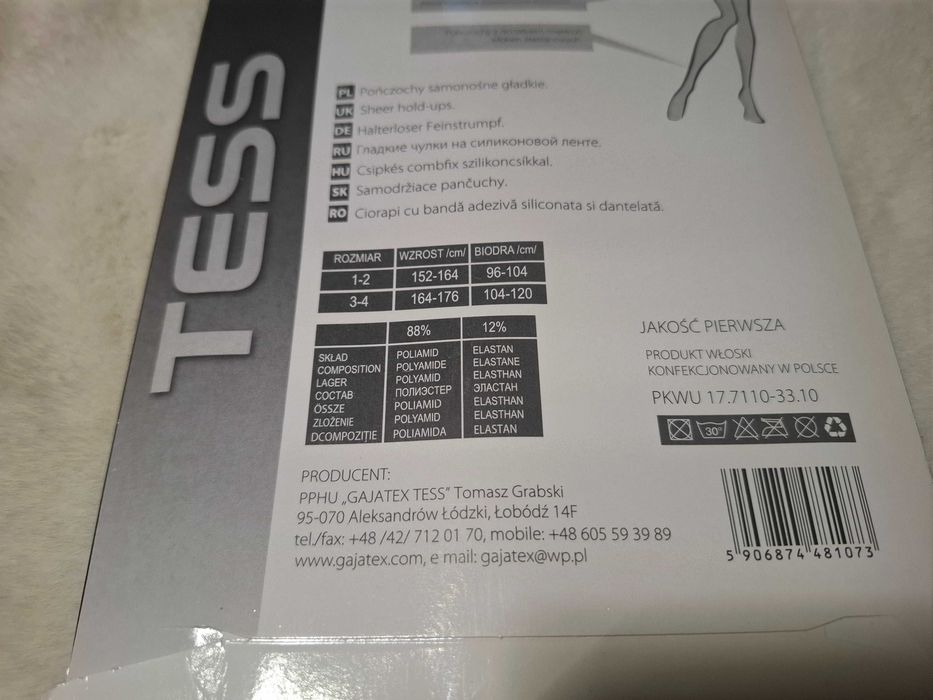 TESS
PL Pończochy samonośne gładkie.
UK Sheer hold-ups.
DE Halterloser Feinstrumpf.
RU Гладкие чулки на силиконовой ленте.
HU Csipkés combfix szilikoncsíkkal.
SK Samodržiace pančuchy.
RO Ciorapi cu bandă adezivă siliconata si dantelată.
ROZMIAR WZROST /cm/ BIODRA /cm/
1-2 152-164 96-104
3-4 164-176 104-120
88% 12%
SKŁAD POLIAMID ELASTAN
COMPOSITION POLYAMIDE ELASTANE
LAGER POLYAMID ELASTHAN
СОСТАВ ПОЛИЭСТЕР ЭЛАСТАН
ÖSSZE POLIAMID ELASTHAN
ZLOŽENIE POLYAMID ELASTHAN
DCOMPOZIŢIE POLIAMIDA ELASTAN
JAKOŚĆ PIERWSZA
PRODUKT WŁOSKI
KONFEKCJONOWANY W POLSCE
PKWU 17.7110-33.10
30°
PRODUCENT:
PPHU „GAJATEX TESS" Tomasz Grabski
95-070 Aleksandrów Łódzki, Łobódź 14F
tel./fax: +48 /42/ 712 01 70, mobile: +48 605 59 39 89
www.gajatex.com, e mail: gajatex@wp.pl
5 906874 481073